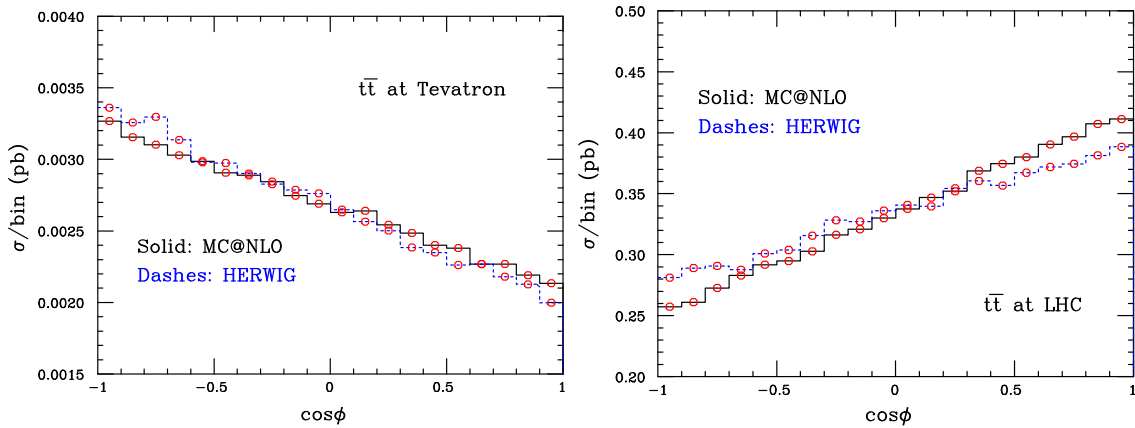 0.0040
0.0035
0.0030
0.0025
0.0020
0.0015
σ/bin (pb)
tt̅ at Tevatron
Solid: MC@NLO
Dashes: HERWIG
−1
−0.5
0
0.5
1
cosϕ
0.50
0.45
0.40
0.35
0.30
0.25
0.20
σ/bin (pb)
Solid: MC@NLO
Dashes: HERWIG
tt̅ at LHC
−1
−0.5
0
0.5
1
cosϕ